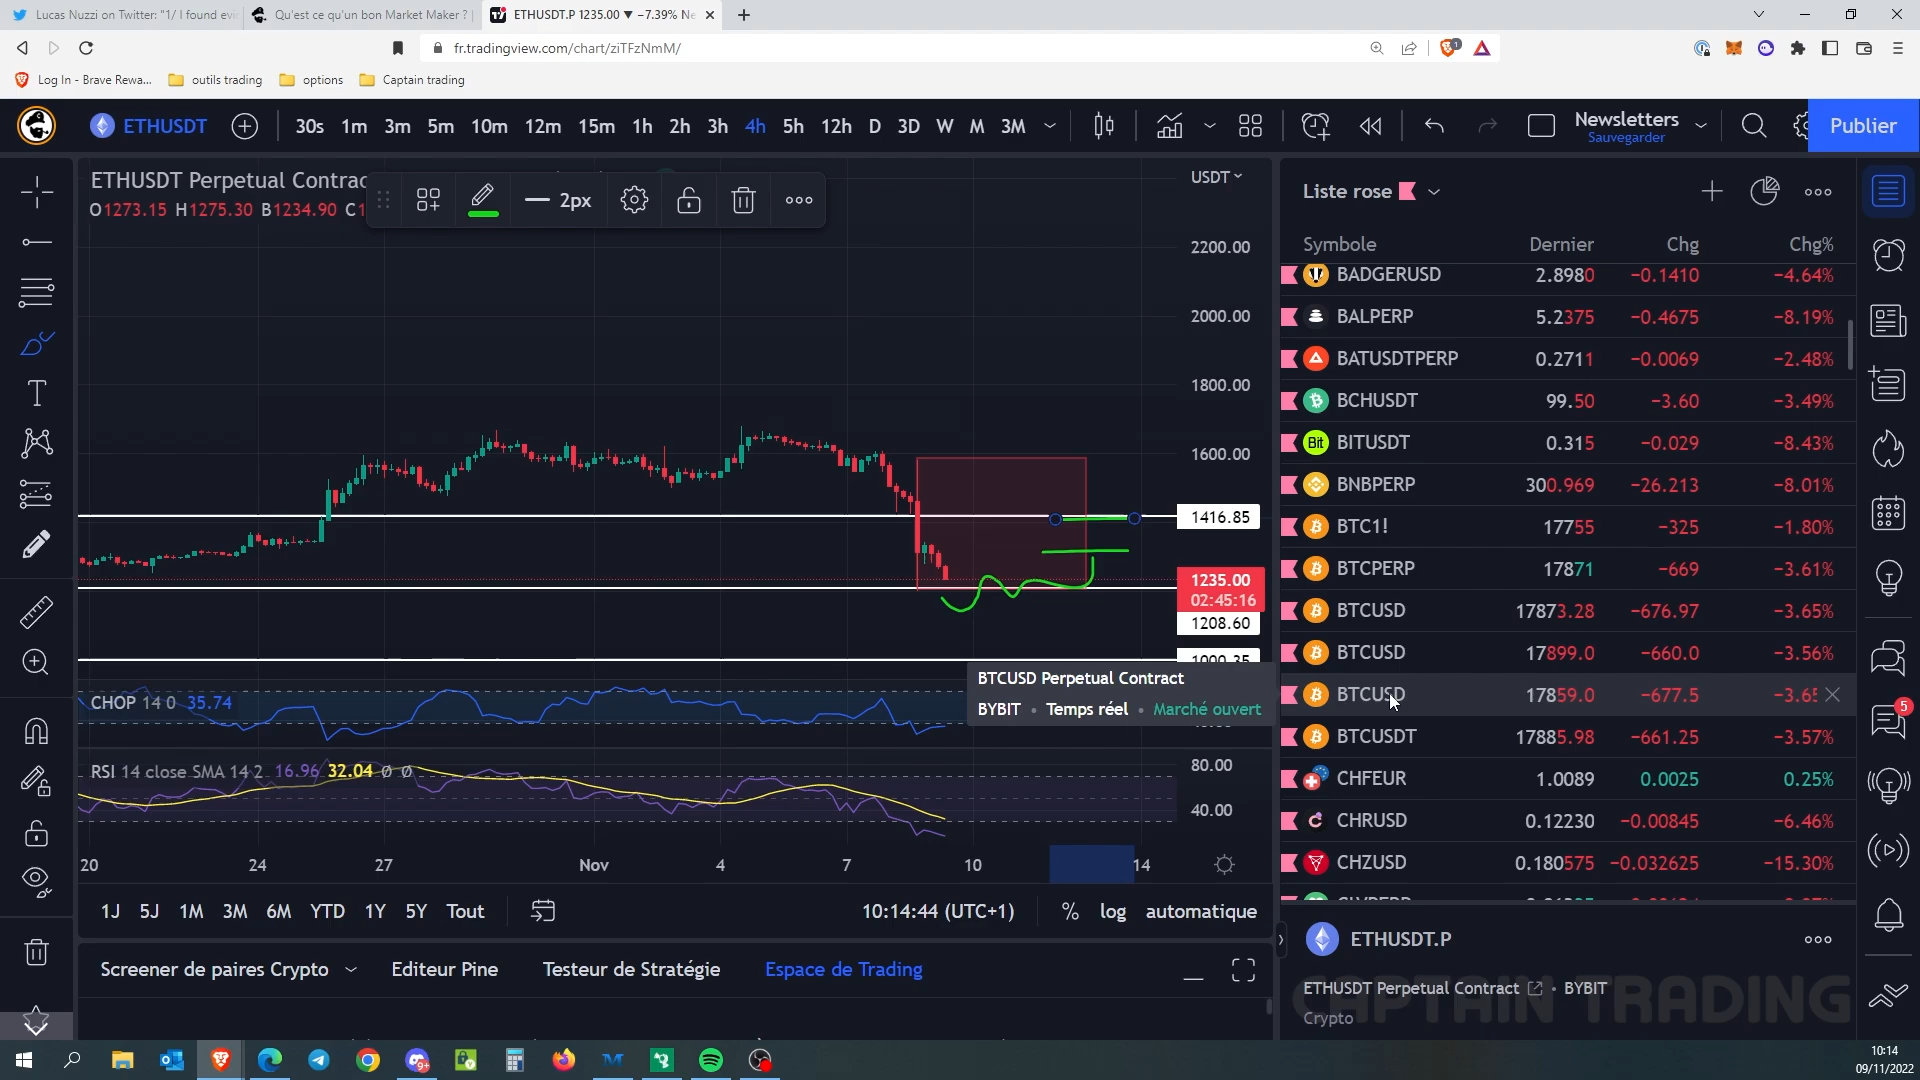 Lucas Nuzzi on Twitter: "1/ I found evi
Qu'est ce qu'un bon Market Maker ?
ETHUSDT.P 1235.00 ▼ −7.39% Ne
fr.tradingview.com/chart/ziTFzNmM/
Log In - Brave Rewa...
outils trading
options
Captain trading
ETHUSDT
30s 1m 3m 5m 10m 12m 15m 1h 2h 3h 4h 5h 12h D 3D W M 3M
Newsletters
Sauvegarder
Publier
ETHUSDT Perpetual Contrac
O1273.15 H1275.30 B1234.90 C1
2px
USDT
2200.00
2000.00
1800.00
1600.00
1416.85
1235.00
02:45:16
1208.60
CHOP 14 0 35.74
RSI 14 close SMA 14 2 16.96 32.04 Ø Ø
80.00
40.00
20 24 27 Nov 4 7 10 14
1J 5J 1M 3M 6M YTD 1Y 5Y Tout
10:14:44 (UTC+1)
% log automatique
Screener de paires Crypto
Editeur Pine
Testeur de Stratégie
Espace de Trading
BTCUSD Perpetual Contract
BYBIT • Temps réel • Marché ouvert
Liste rose
Symbole Dernier Chg Chg%
BADGERUSD 2.8980 −0.1410 −4.64%
BALPERP 5.2375 −0.4675 −8.19%
BATUSDTPERP 0.2711 −0.0069 −2.48%
BCHUSDT 99.50 −3.60 −3.49%
Bit BITUSDT 0.315 −0.029 −8.43%
BNBPERP 300.969 −26.213 −8.01%
BTC1! 17755 −325 −1.80%
BTCPERP 17871 −669 −3.61%
BTCUSD 17873.28 −676.97 −3.65%
BTCUSD 17899.0 −660.0 −3.56%
BTCUSD 17859.0 −677.5 −3.65
BTCUSDT 17885.98 −661.25 −3.57%
CHFEUR 1.0089 0.0025 0.25%
CHRUSD 0.12230 −0.00845 −6.46%
CHZUSD 0.180575 −0.032625 −15.30%
5
ETHUSDT.P
ETHUSDT Perpetual Contract • BYBIT
Crypto
CAPTAIN TRADING
9+
10:14
09/11/2022